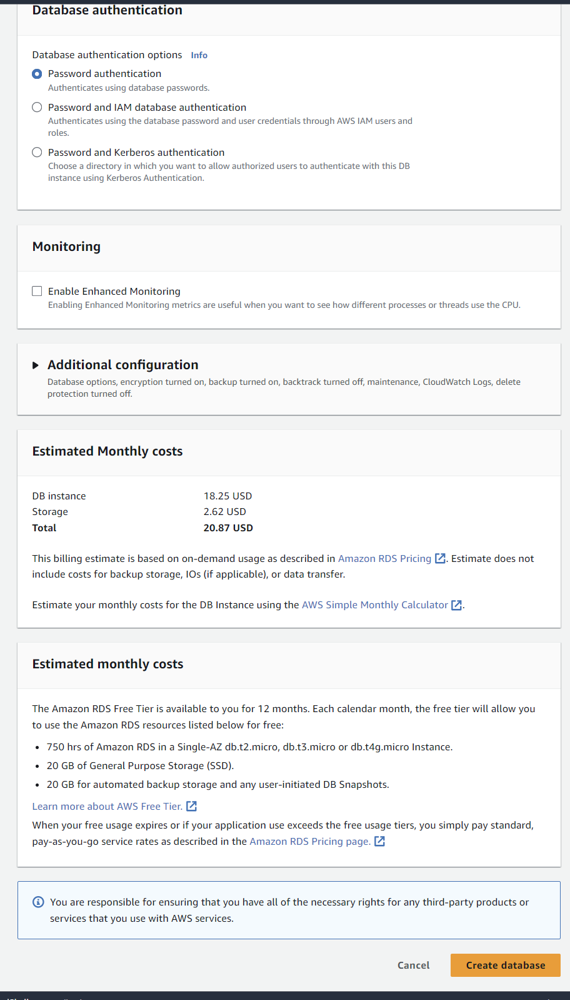 Database authentication
Database authentication options Info
Password authentication
Authenticates using database passwords.
Password and IAM database authentication
Authenticates using the database password and user credentials through AWS IAM users and
roles.
Password and Kerberos authentication
Choose a directory in which you want to allow authorized users to authenticate with this DB
instance using Kerberos Authentication.
Monitoring
Enable Enhanced Monitoring
Enabling Enhanced Monitoring metrics are useful when you want to see how different processes or threads use the CPU.
Additional configuration
Database options, encryption turned on, backup turned on, backtrack turned off, maintenance, CloudWatch Logs, delete
protection turned off.
Estimated Monthly costs
DB instance 18.25 USD
Storage 2.62 USD
Total 20.87 USD
This billing estimate is based on on-demand usage as described in Amazon RDS Pricing. Estimate does not
include costs for backup storage, IOs (if applicable), or data transfer.
Estimate your monthly costs for the DB Instance using the AWS Simple Monthly Calculator.
Estimated monthly costs
The Amazon RDS Free Tier is available to you for 12 months. Each calendar month, the free tier will allow you
to use the Amazon RDS resources listed below for free:
• 750 hrs of Amazon RDS in a Single-AZ db.t2.micro, db.t3.micro or db.t4g.micro Instance.
• 20 GB of General Purpose Storage (SSD).
• 20 GB for automated backup storage and any user-initiated DB Snapshots.
Learn more about AWS Free Tier.
When your free usage expires or if your application use exceeds the free usage tiers, you simply pay standard,
pay-as-you-go service rates as described in the Amazon RDS Pricing page.
You are responsible for ensuring that you have all of the necessary rights for any third-party products or
services that you use with AWS services.
Cancel Create database